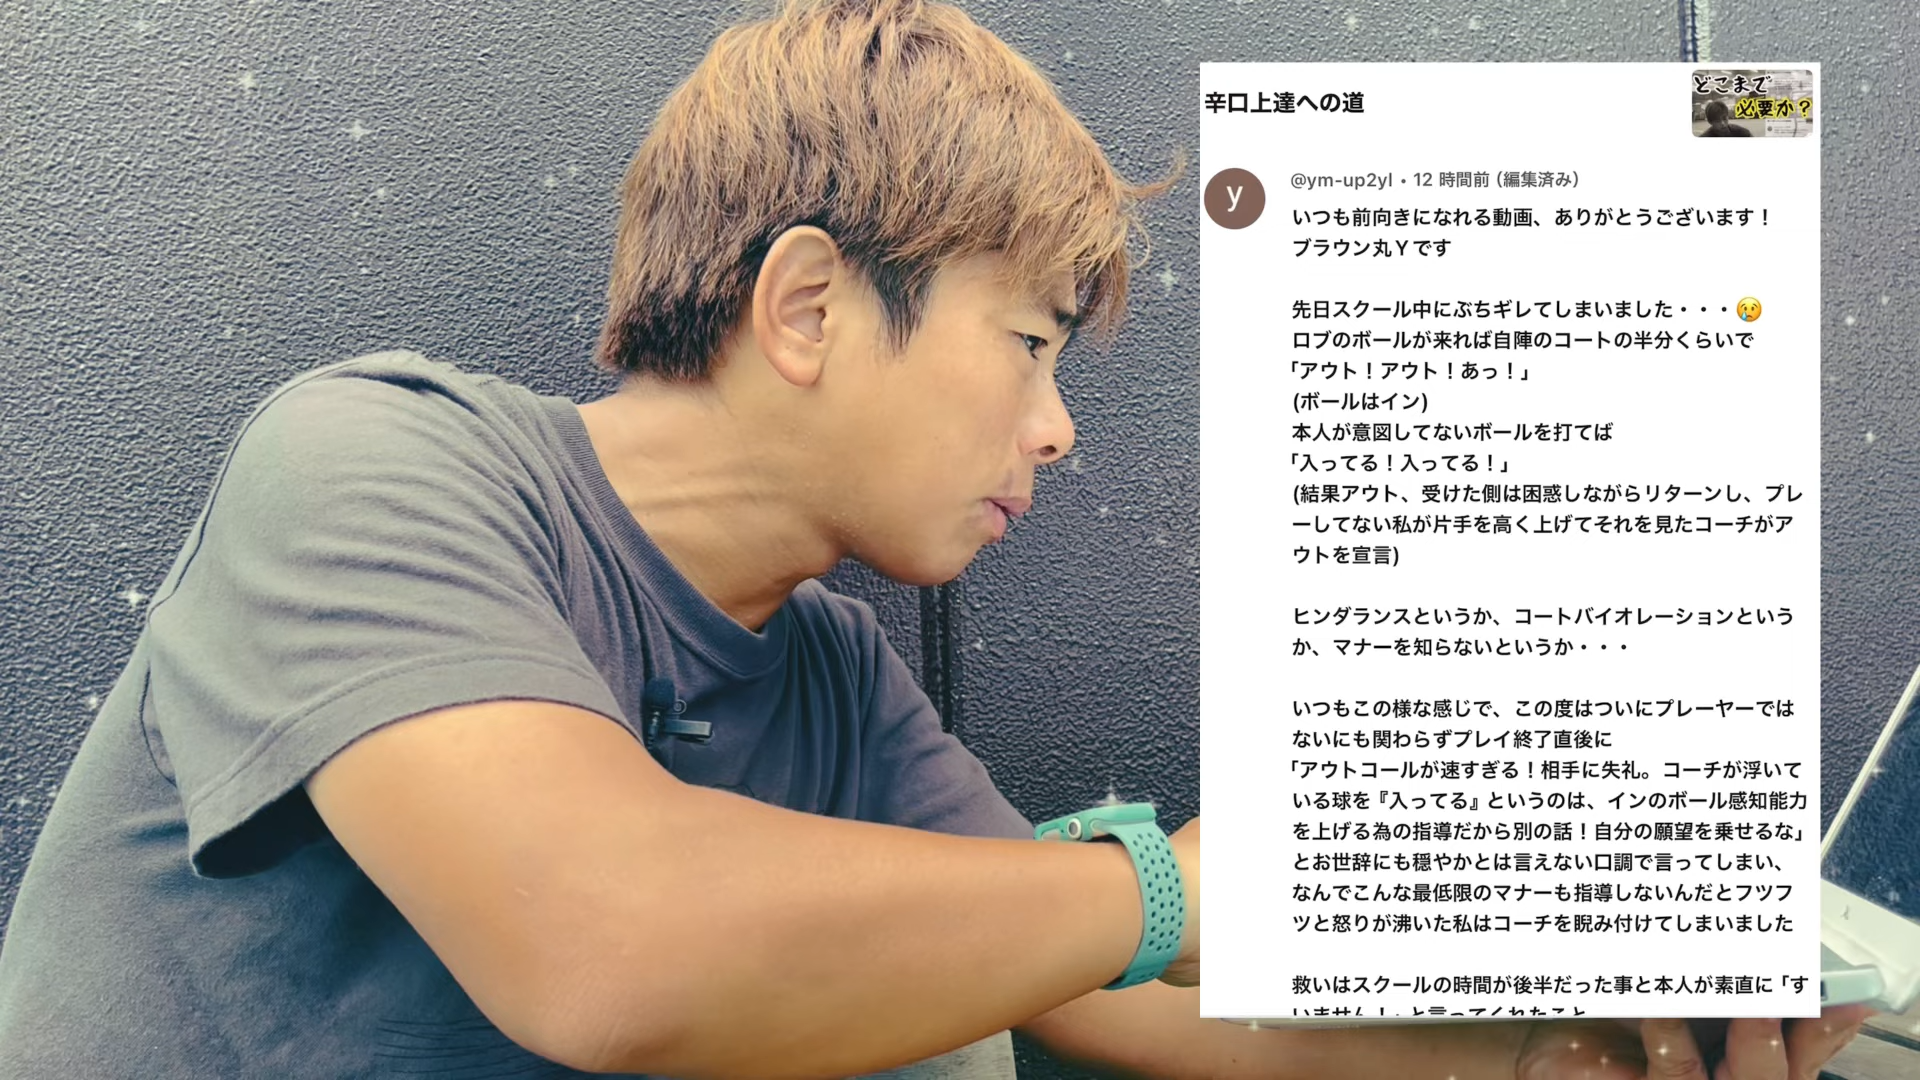 辛口上達への道
どこまで
必要か？
y
@ym-up2yl • 12 時間前 (編集済み)
いつも前向きになれる動画、ありがとうございます！
ブラウン丸Ｙです
先日スクール中にぶちギレてしまいました・・・😢
ロブのボールが来れば自陣のコートの半分くらいで
「アウト！アウト！あっ！」
(ボールはイン)
本人が意図してないボールを打てば
「入ってる！入ってる！」
(結果アウト、受けた側は困惑しながらリターンし、プレ
ーしてない私が片手を高く上げてそれを見たコーチがア
ウトを宣言)
ヒンダランスというか、コートバイオレーションという
か、マナーを知らないというか・・・
いつもこの様な感じで、この度はついにプレーヤーでは
ないにも関わらずプレイ終了直後に
「アウトコールが速すぎる！相手に失礼。コーチが浮いて
いる球を『入ってる』というのは、インのボール感知能力
を上げる為の指導だから別の話！自分の願望を乗せるな」
とお世辞にも穏やかとは言えない口調で言ってしまい、
なんでこんな最低限のマナーも指導しないんだとフツフ
ツと怒りが沸いた私はコーチを睨み付けてしまいました
救いはスクールの時間が後半だった事と本人が素直に「す
いません！」と言ってくれたこと